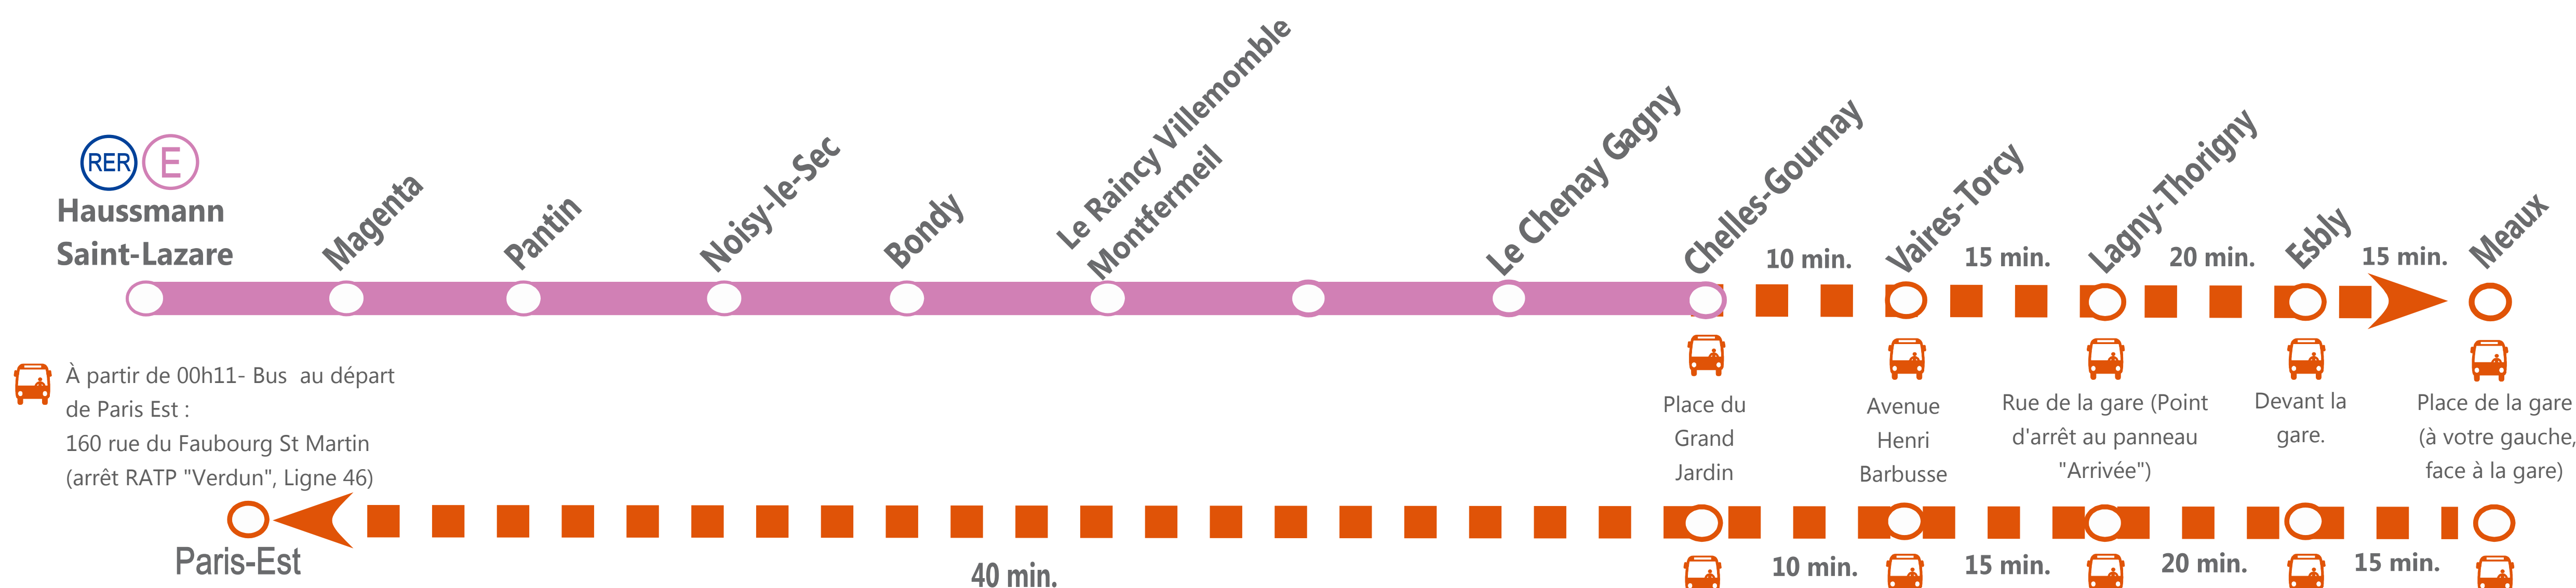 RER E
Haussmann
Saint-Lazare
Magenta
Pantin
Noisy-le-Sec
Bondy
Le Raincy Villemomble
Montfermeil
Le Chenay Gagny
Chelles-Gournay
10 min.
Vaires-Torcy
15 min.
Lagny-Thorigny
20 min.
Esbly
15 min.
Meaux
À partir de 00h11- Bus au départ
de Paris Est :
160 rue du Faubourg St Martin
(arrêt RATP "Verdun", Ligne 46)
Place du
Grand
Jardin
Avenue
Henri
Barbusse
Rue de la gare (Point
d'arrêt au panneau
"Arrivée")
Devant la
gare.
Place de la gare
(à votre gauche,
face à la gare)
Paris-Est
40 min.
10 min.
15 min.
20 min.
15 min.